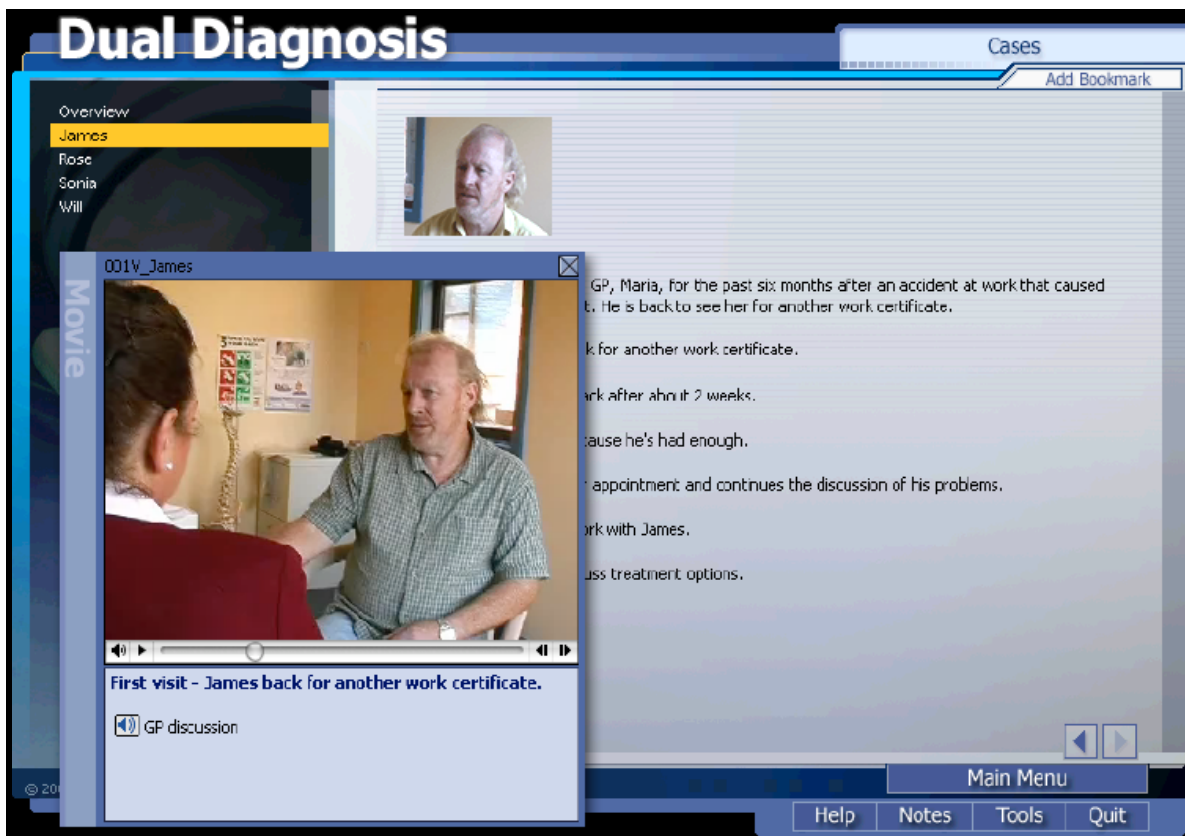 Dual Diagnosis
Cases
Add Bookmark
Overview
James
Rose
Sonia
Will
001V_James
Movie
GP, Maria, for the past six months after an accident at work that caused
t. He is back to see her for another work certificate.
k for another work certificate.
ack after about 2 weeks.
cause he's had enough.
r appointment and continues the discussion of his problems.
ork with James.
uss treatment options.
First visit - James back for another work certificate.
GP discussion
© 20
Main Menu
Help Notes Tools Quit